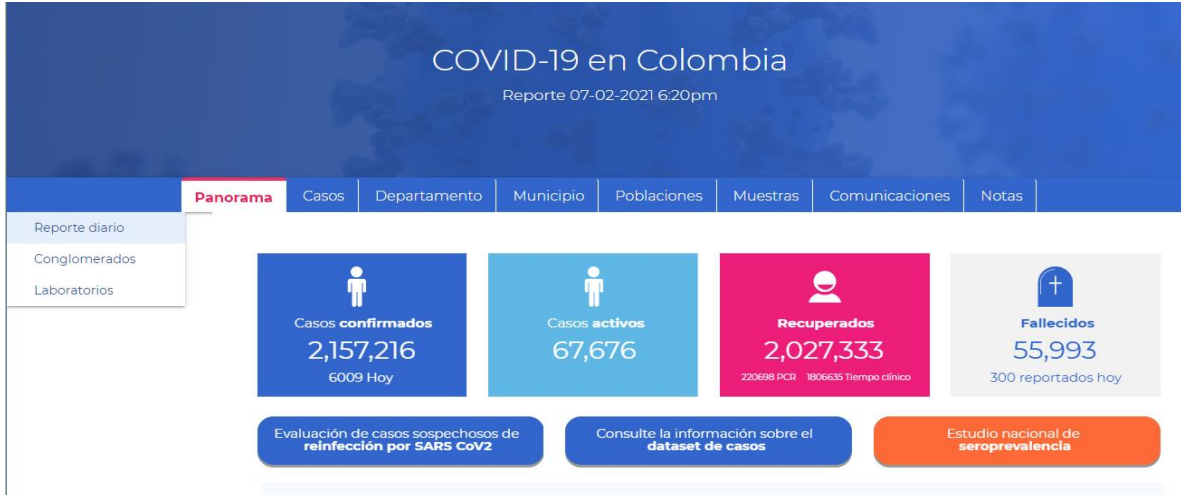 COVID-19 en Colombia
Reporte 07-02-2021 6:20pm
Panorama
Casos
Departamento
Municipio
Poblaciones
Muestras
Comunicaciones
Notas
Reporte diario
Conglomerados
Laboratorios
Casos confirmados
2,157,216
6009 Hoy
Casos activos
67,676
Recuperados
2,027,333
220698 PCR 1806635 Tiempo clínico
Fallecidos
55,993
300 reportados hoy
Evaluación de casos sospechosos de
reinfección por SARS CoV2
Consulte la información sobre el
dataset de casos
Estudio nacional de
seroprevalencia